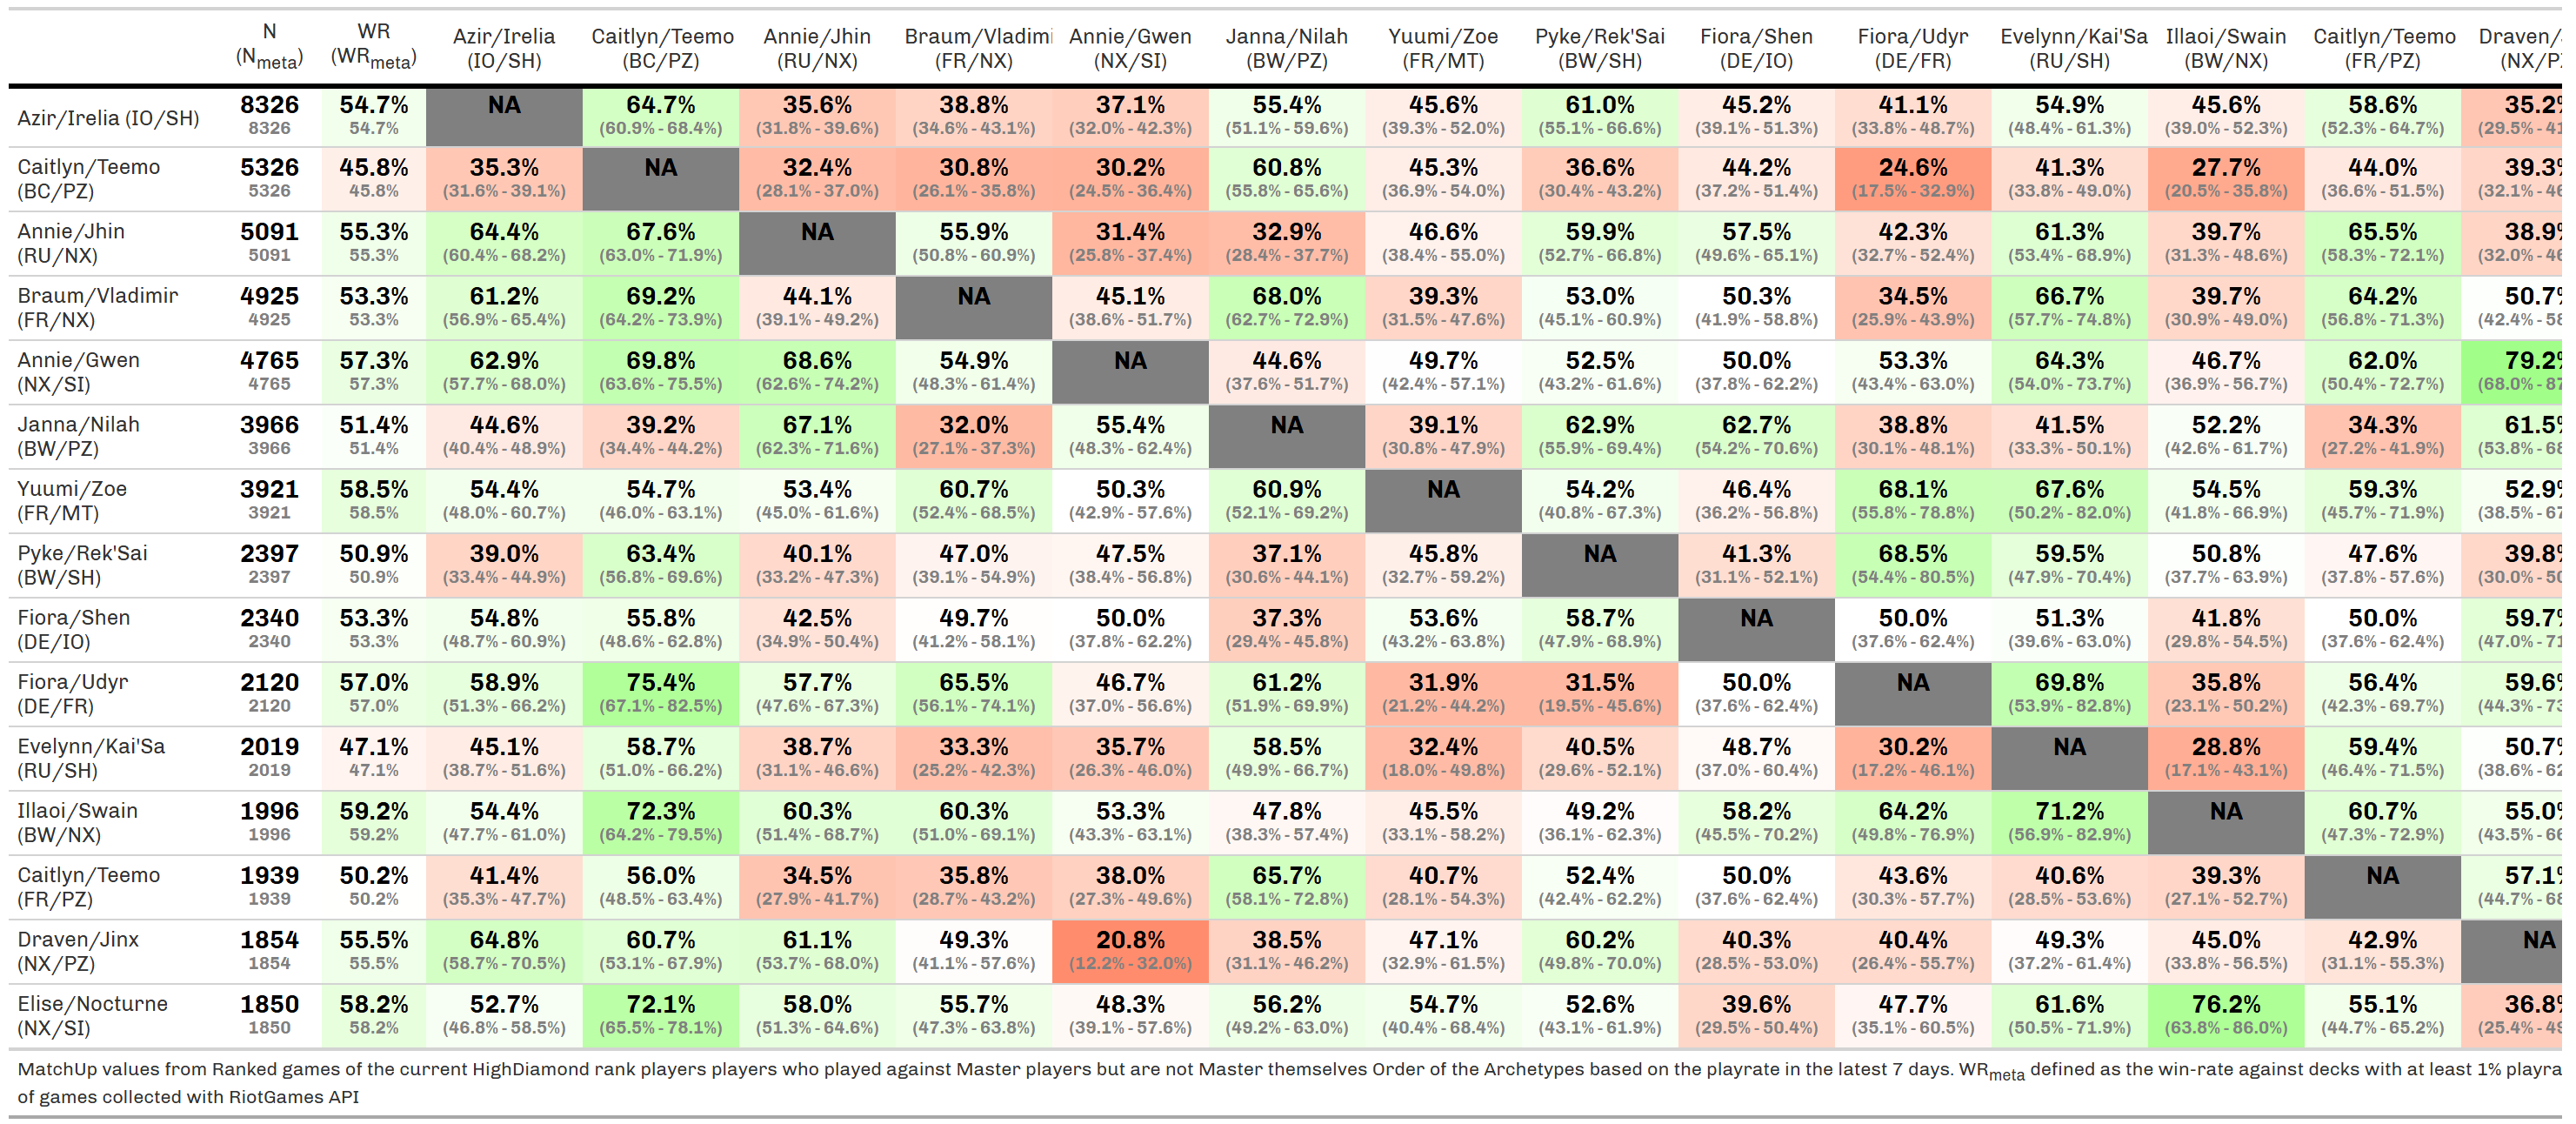 N WR Azir/Irelia Caitlyn/Teemo Annie/Jhin Braum/Vladimi Annie/Gwen Janna/Nilah Yuumi/Zoe Pyke/Rek'Sai Fiora/Shen Fiora/Udyr Evelynn/Kai'Sa Illaoi/Swain Caitlyn/Teemo Draven/
(Nmeta) (WRmeta) (IO/SH) (BC/PZ) (RU/NX) (FR/NX) (NX/SI) (BW/PZ) (FR/MT) (BW/SH) (DE/IO) (DE/FR) (RU/SH) (BW/NX) (FR/PZ) (NX/PZ
Azir/Irelia (IO/SH) 8326 54.7% NA 64.7% 35.6% 38.8% 37.1% 55.4% 45.6% 61.0% 45.2% 41.1% 54.9% 45.6% 58.6% 35.2%
8326 54.7% (60.9% - 68.4%) (31.8% - 39.6%) (34.6% - 43.1%) (32.0% - 42.3%) (51.1% - 59.6%) (39.3% - 52.0%) (55.1% - 66.6%) (39.1% - 51.3%) (33.8% - 48.7%) (48.4% - 61.3%) (39.0% - 52.3%) (52.3% - 64.7%) (29.5% - 41
Caitlyn/Teemo 5326 45.8% 35.3% NA 32.4% 30.8% 30.2% 60.8% 45.3% 36.6% 44.2% 24.6% 41.3% 27.7% 44.0% 39.3%
(BC/PZ) 5326 45.8% (31.6% - 39.1%) (28.1% - 37.0%) (26.1% - 35.8%) (24.5% - 36.4%) (55.8% - 65.6%) (36.9% - 54.0%) (30.4% - 43.2%) (37.2% - 51.4%) (17.5% - 32.9%) (33.8% - 49.0%) (20.5% - 35.8%) (36.6% - 51.5%) (32.1% - 46
Annie/Jhin 5091 55.3% 64.4% 67.6% NA 55.9% 31.4% 32.9% 46.6% 59.9% 57.5% 42.3% 61.3% 39.7% 65.5% 38.9%
(RU/NX) 5091 55.3% (60.4% - 68.2%) (63.0% - 71.9%) (50.8% - 60.9%) (25.8% - 37.4%) (28.4% - 37.7%) (38.4% - 55.0%) (52.7% - 66.8%) (49.6% - 65.1%) (32.7% - 52.4%) (53.4% - 68.9%) (31.3% - 48.6%) (58.3% - 72.1%) (32.0% - 46
Braum/Vladimir 4925 53.3% 61.2% 69.2% 44.1% NA 45.1% 68.0% 39.3% 53.0% 50.3% 34.5% 66.7% 39.7% 64.2% 50.7%
(FR/NX) 4925 53.3% (56.9% - 65.4%) (64.2% - 73.9%) (39.1% - 49.2%) (38.6% - 51.7%) (62.7% - 72.9%) (31.5% - 47.6%) (45.1% - 60.9%) (41.9% - 58.8%) (25.9% - 43.9%) (57.7% - 74.8%) (30.9% - 49.0%) (56.8% - 71.3%) (42.4% - 58
Annie/Gwen 4765 57.3% 62.9% 69.8% 68.6% 54.9% NA 44.6% 49.7% 52.5% 50.0% 53.3% 64.3% 46.7% 62.0% 79.2%
(NX/SI) 4765 57.3% (57.7% - 68.0%) (63.6% - 75.5%) (62.6% - 74.2%) (48.3% - 61.4%) (37.6% - 51.7%) (42.4% - 57.1%) (43.2% - 61.6%) (37.8% - 62.2%) (43.4% - 63.0%) (54.0% - 73.7%) (36.9% - 56.7%) (50.4% - 72.7%) (68.0% - 87
Janna/Nilah 3966 51.4% 44.6% 39.2% 67.1% 32.0% 55.4% NA 39.1% 62.9% 62.7% 38.8% 41.5% 52.2% 34.3% 61.5%
(BW/PZ) 3966 51.4% (40.4% - 48.9%) (34.4% - 44.2%) (62.3% - 71.6%) (27.1% - 37.3%) (48.3% - 62.4%) (30.8% - 47.9%) (55.9% - 69.4%) (54.2% - 70.6%) (30.1% - 48.1%) (33.3% - 50.1%) (42.6% - 61.7%) (27.2% - 41.9%) (53.8% - 68
Yuumi/Zoe 3921 58.5% 54.4% 54.7% 53.4% 60.7% 50.3% 60.9% NA 54.2% 46.4% 68.1% 67.6% 54.5% 59.3% 52.9%
(FR/MT) 3921 58.5% (48.0% - 60.7%) (46.0% - 63.1%) (45.0% - 61.6%) (52.4% - 68.5%) (42.9% - 57.6%) (52.1% - 69.2%) (40.8% - 67.3%) (36.2% - 56.8%) (55.8% - 78.8%) (50.2% - 82.0%) (41.8% - 66.9%) (45.7% - 71.9%) (38.5% - 67
Pyke/Rek'Sai 2397 50.9% 39.0% 63.4% 40.1% 47.0% 47.5% 37.1% 45.8% NA 41.3% 68.5% 59.5% 50.8% 47.6% 39.8%
(BW/SH) 2397 50.9% (33.4% - 44.9%) (56.8% - 69.6%) (33.2% - 47.3%) (39.1% - 54.9%) (38.4% - 56.8%) (30.6% - 44.1%) (32.7% - 59.2%) (31.1% - 52.1%) (54.4% - 80.5%) (47.9% - 70.4%) (37.7% - 63.9%) (37.8% - 57.6%) (30.0% - 50
Fiora/Shen 2340 53.3% 54.8% 55.8% 42.5% 49.7% 50.0% 37.3% 53.6% 58.7% NA 50.0% 51.3% 41.8% 50.0% 59.7%
(DE/IO) 2340 53.3% (48.7% - 60.9%) (48.6% - 62.8%) (34.9% - 50.4%) (41.2% - 58.1%) (37.8% - 62.2%) (29.4% - 45.8%) (43.2% - 63.8%) (47.9% - 68.9%) (37.6% - 62.4%) (39.6% - 63.0%) (29.8% - 54.5%) (37.6% - 62.4%) (47.0% - 71
Fiora/Udyr 2120 57.0% 58.9% 75.4% 57.7% 65.5% 46.7% 61.2% 31.9% 31.5% 50.0% NA 69.8% 35.8% 56.4% 59.6%
(DE/FR) 2120 57.0% (51.3% - 66.2%) (67.1% - 82.5%) (47.6% - 67.3%) (56.1% - 74.1%) (37.0% - 56.6%) (51.9% - 69.9%) (21.2% - 44.2%) (19.5% - 45.6%) (37.6% - 62.4%) (53.9% - 82.8%) (23.1% - 50.2%) (42.3% - 69.7%) (44.3% - 73
Evelynn/Kai'Sa 2019 47.1% 45.1% 58.7% 38.7% 33.3% 35.7% 58.5% 32.4% 40.5% 48.7% 30.2% NA 28.8% 59.4% 50.7%
(RU/SH) 2019 47.1% (38.7% - 51.6%) (51.0% - 66.2%) (31.1% - 46.6%) (25.2% - 42.3%) (26.3% - 46.0%) (49.9% - 66.7%) (18.0% - 49.8%) (29.6% - 52.1%) (37.0% - 60.4%) (17.2% - 46.1%) (17.1% - 43.1%) (46.4% - 71.5%) (38.6% - 62
Illaoi/Swain 1996 59.2% 54.4% 72.3% 60.3% 60.3% 53.3% 47.8% 45.5% 49.2% 58.2% 64.2% 71.2% NA 60.7% 55.0%
(BW/NX) 1996 59.2% (47.7% - 61.0%) (64.2% - 79.5%) (51.4% - 68.7%) (51.0% - 69.1%) (43.3% - 63.1%) (38.3% - 57.4%) (33.1% - 58.2%) (36.1% - 62.3%) (45.5% - 70.2%) (49.8% - 76.9%) (56.9% - 82.9%) (47.3% - 72.9%) (43.5% - 66
Caitlyn/Teemo 1939 50.2% 41.4% 56.0% 34.5% 35.8% 38.0% 65.7% 40.7% 52.4% 50.0% 43.6% 40.6% 39.3% NA 57.1%
(FR/PZ) 1939 50.2% (35.3% - 47.7%) (48.5% - 63.4%) (27.9% - 41.7%) (28.7% - 43.2%) (27.3% - 49.6%) (58.1% - 72.8%) (28.1% - 54.3%) (42.4% - 62.2%) (37.6% - 62.4%) (30.3% - 57.7%) (28.5% - 53.6%) (27.1% - 52.7%) (44.7% - 68
Draven/Jinx 1854 55.5% 64.8% 60.7% 61.1% 49.3% 20.8% 38.5% 47.1% 60.2% 40.3% 40.4% 49.3% 45.0% 42.9% NA
(NX/PZ) 1854 55.5% (58.7% - 70.5%) (53.1% - 67.9%) (53.7% - 68.0%) (41.1% - 57.6%) (12.2% - 32.0%) (31.1% - 46.2%) (32.9% - 61.5%) (49.8% - 70.0%) (28.5% - 53.0%) (26.4% - 55.7%) (37.2% - 61.4%) (33.8% - 56.5%) (31.1% - 55.3%)
Elise/Nocturne 1850 58.2% 52.7% 72.1% 58.0% 55.7% 48.3% 56.2% 54.7% 52.6% 39.6% 47.7% 61.6% 76.2% 55.1% 36.8%
(NX/SI) 1850 58.2% (46.8% - 58.5%) (65.5% - 78.1%) (51.3% - 64.6%) (47.3% - 63.8%) (39.1% - 57.6%) (49.2% - 63.0%) (40.4% - 68.4%) (43.1% - 61.9%) (29.5% - 50.4%) (35.1% - 60.5%) (50.5% - 71.9%) (63.8% - 86.0%) (44.7% - 65.2%) (25.4% - 49
MatchUp values from Ranked games of the current HighDiamond rank players players who played against Master players but are not Master themselves Order of the Archetypes based on the playrate in the latest 7 days. WRmeta defined as the win-rate against decks with at least 1% playra
of games collected with RiotGames API